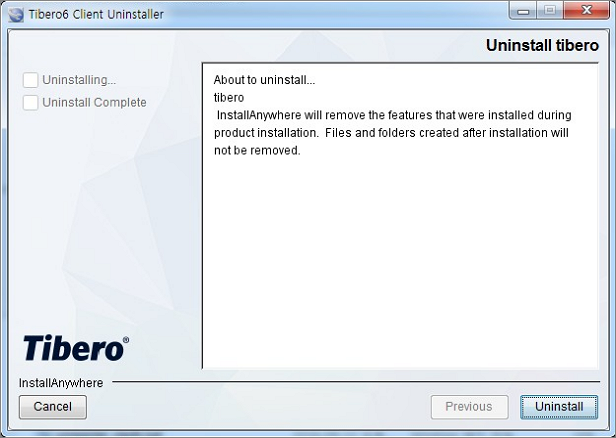 Tibero6 Client Uninstaller
Uninstall tibero
Uninstalling...
Uninstall Complete
About to uninstall...
tibero
InstallAnywhere will remove the features that were installed during
product installation.  Files and folders created after installation will
not be removed.
Tibero®
InstallAnywhere
Cancel
Previous
Uninstall